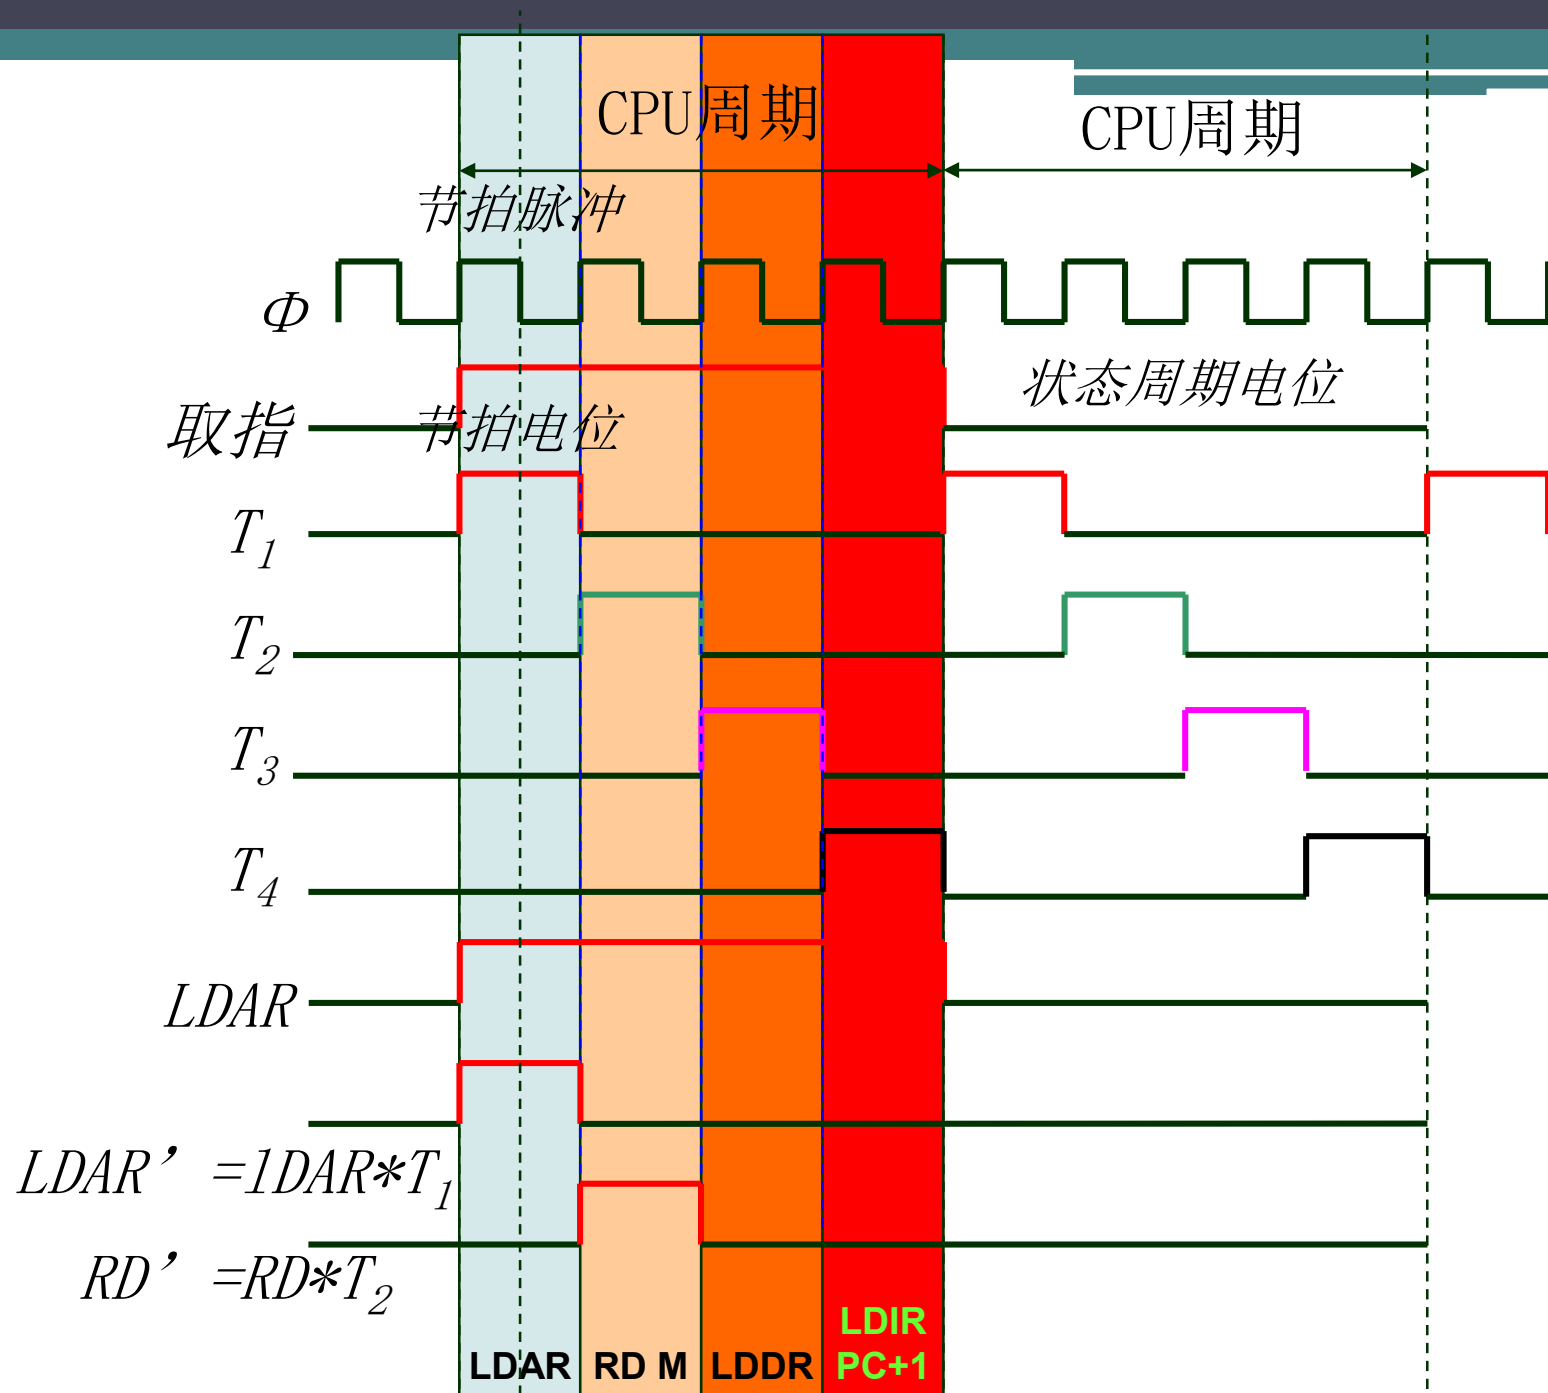 CPU周期
CPU周期
节拍脉冲
Φ
状态周期电位
取指
节拍电位
T1
T2
T3
T4
LDAR
LDAR’=lDAR*T1
RD’=RD*T2
LDAR
RD M
LDDR
LDIR
PC+1